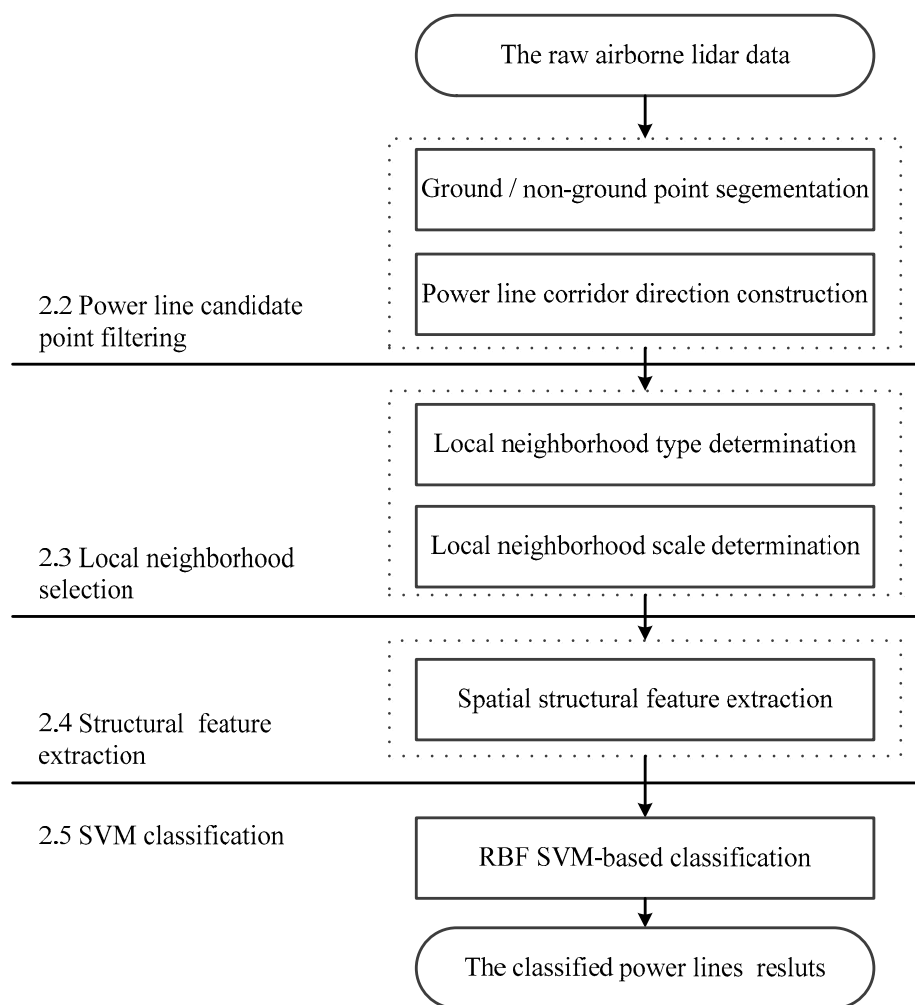 The raw airborne lidar data
Ground / non-ground point segementation
Power line corridor direction construction
2.2 Power line candidate
point filtering
Local neighborhood type determination
Local neighborhood scale determination
2.3 Local neighborhood
selection
Spatial structural feature extraction
2.4 Structural feature
extraction
2.5 SVM classification
RBF SVM-based classification
The classified power lines resluts